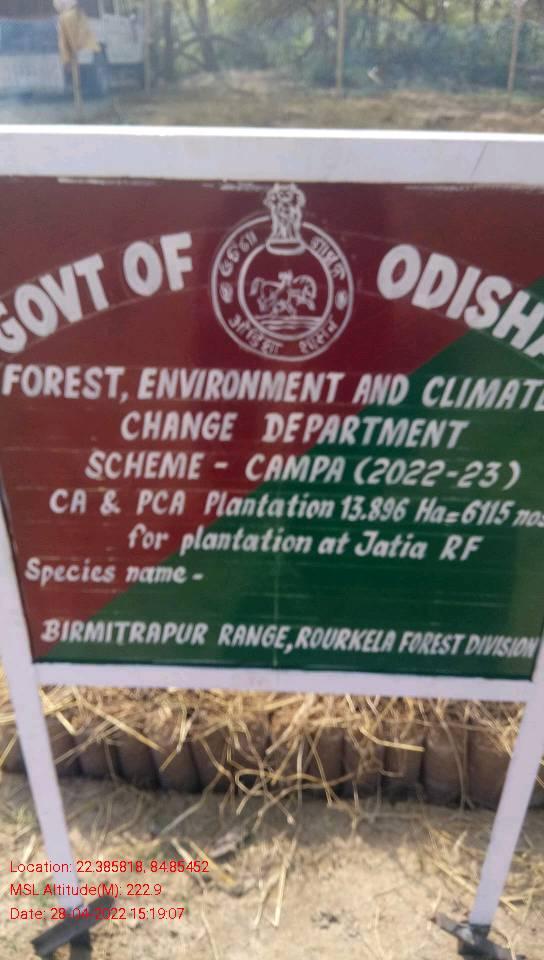 GOVT OF ODISHA
FOREST, ENVIRONMENT AND CLIMATE
CHANGE DEPARTMENT
SCHEME - CAMPA (2022-23)
CA & PCA Plantation 13.896 Ha=6115 nos
for plantation at Jatia RF
Species name -
BIRMITRAPUR RANGE, ROURKELA FOREST DIVISION
Location: 22.385818, 84.85452
MSL Altitude(M): 222.9
Date: 28-04-2022 15:19:07